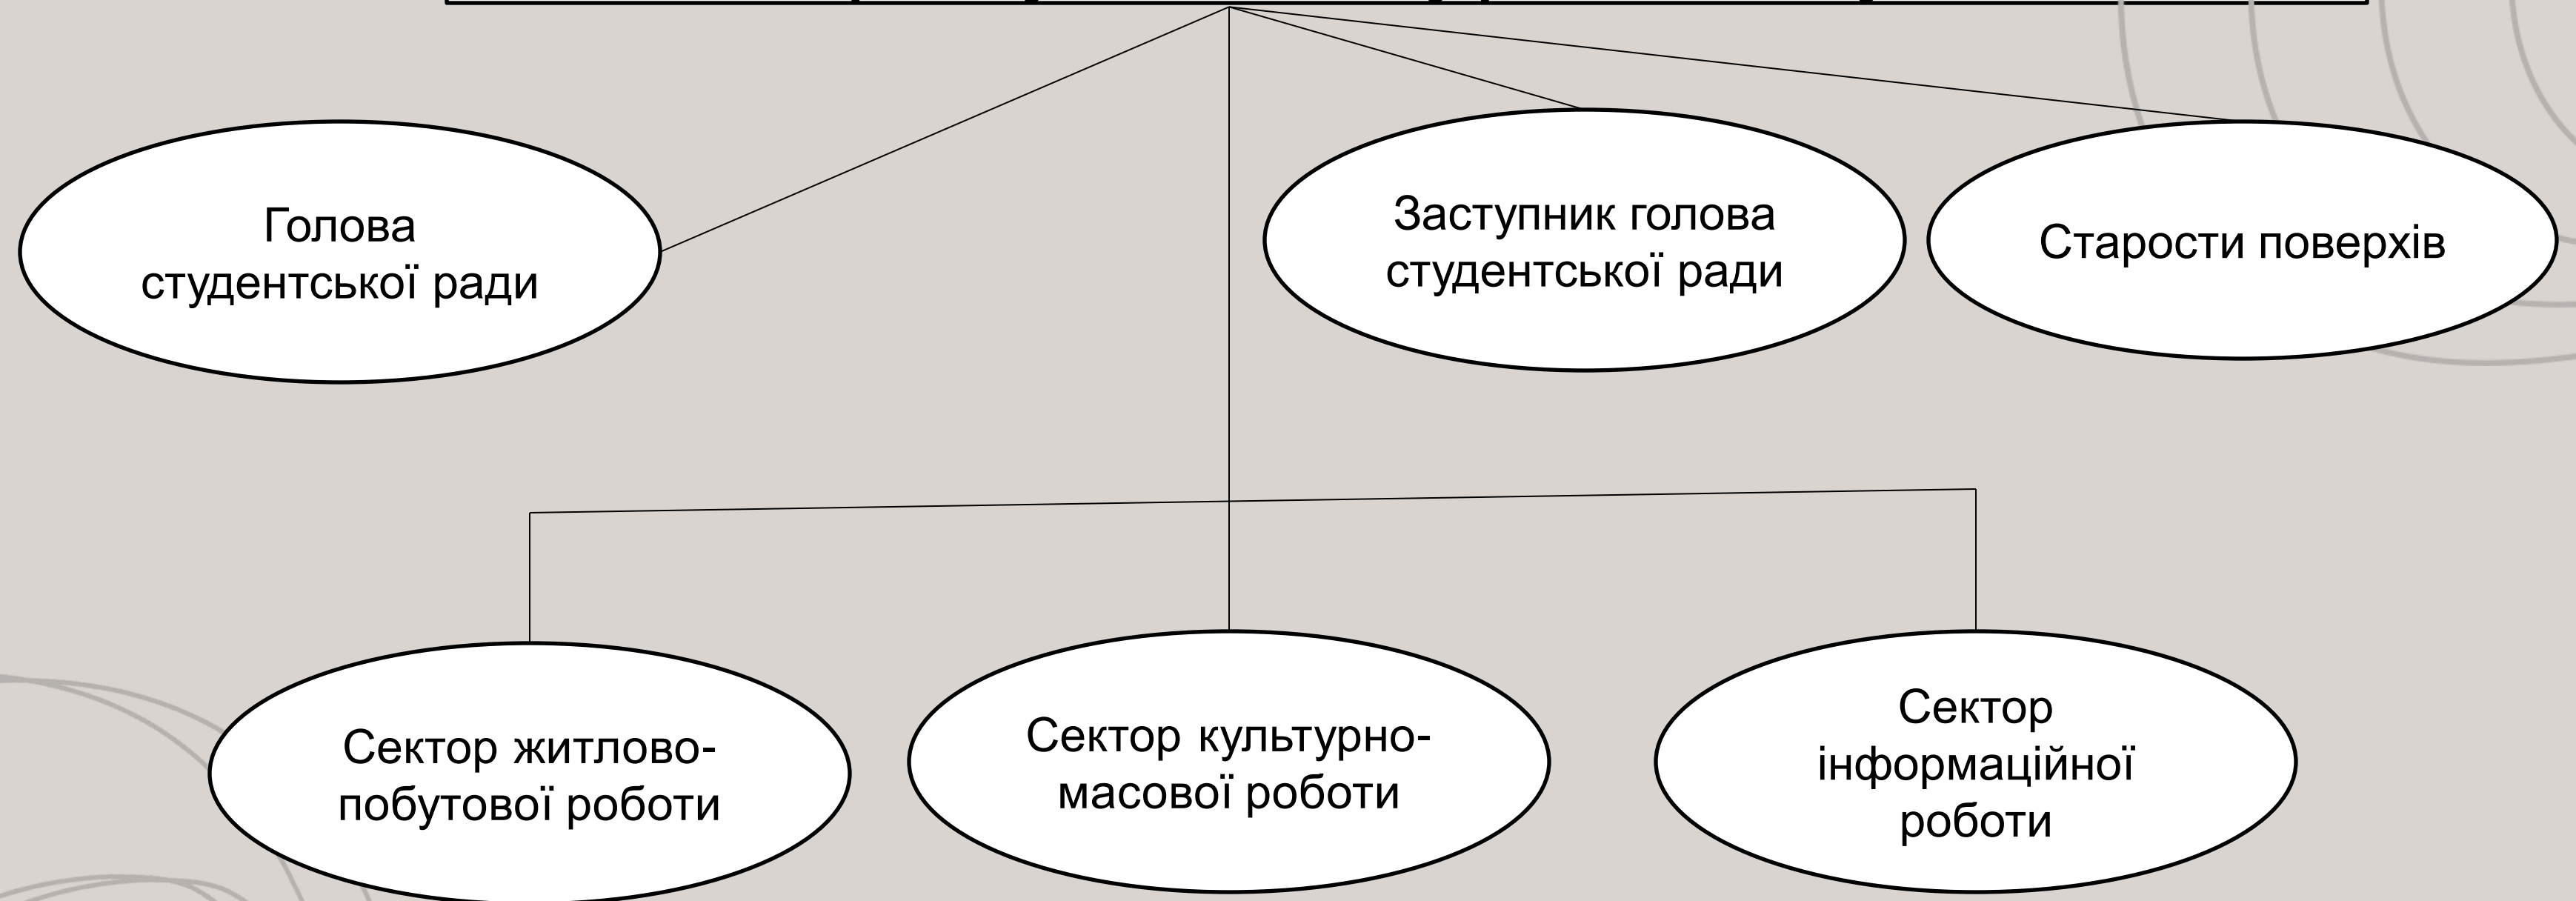 Голова
студентської ради
Заступник голова
студентської ради
Старости поверхів
Сектор житлово-
побутової роботи
Сектор культурно-
масової роботи
Сектор
інформаційної
роботи